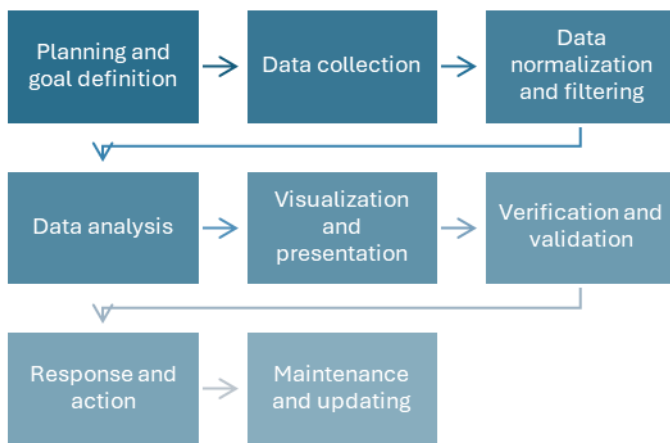 Planning and
goal definition
Data collection
Data
normalization
and filtering
Data analysis
Visualization
and
presentation
Verification and
validation
Response and
action
Maintenance
and updating